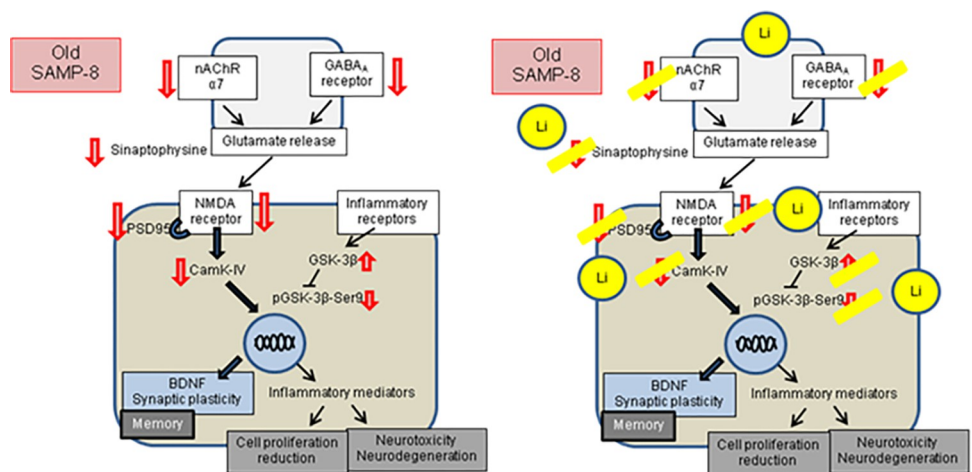 Old
SAMP-8
nAChR
α7
GABAA
receptor
Glutamate release
Sinaptophysine
NMDA
receptor
Inflammatory
receptors
PSD95
GSK-3β
CamK-IV
pGSK-3β-Ser9
BDNF
Synaptic plasticity
Memory
Inflammatory mediators
Cell proliferation
reduction
Neurotoxicity
Neurodegeneration
Old
SAMP-8
Li
nAChR
α7
GABAA
receptor
Li
Glutamate release
Sinaptophysine
NMDA
receptor
Li
Inflammatory
receptors
PSD95
GSK-3β
Li
CamK-IV
pGSK-3β-Ser9
Li
BDNF
Synaptic plasticity
Memory
Inflammatory mediators
Cell proliferation
reduction
Neurotoxicity
Neurodegeneration